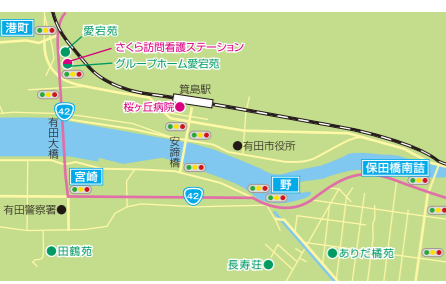 港町
愛宕苑
さくら訪問看護ステーション
グループホーム愛宕苑
箕島駅
桜ヶ丘病院
42
有田大橋
安諦橋
有田市役所
保田橋南詰
宮崎
野
42
有田警察署
田鶴苑
長寿荘
ありだ橘苑